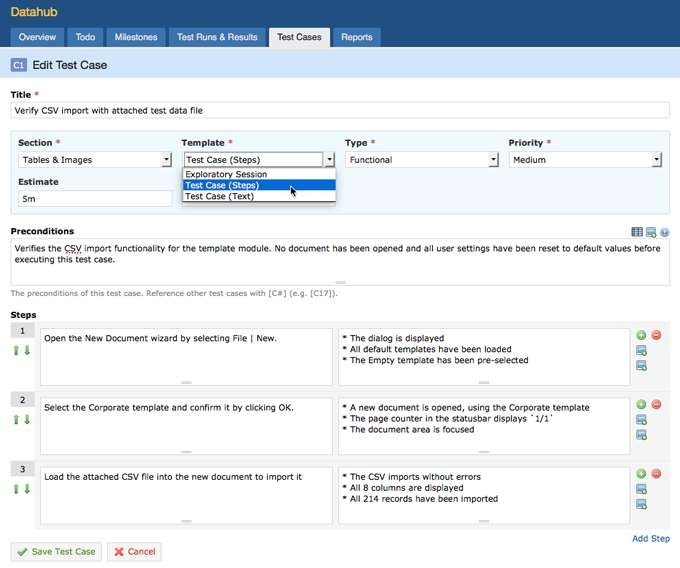 Datahub
Overview Todo Milestones Test Runs & Results Test Cases Reports
C1 Edit Test Case
Title *
Verify CSV import with attached test data file
Section * Template * Type * Priority *
Tables & Images Test Case (Steps) Functional Medium
Exploratory Session
Test Case (Steps)
Test Case (Text)
Estimate
5m
Preconditions
Verifies the CSV import functionality for the template module. No document has been opened and all user settings have been reset to default values before
executing this test case.
The preconditions of this test case. Reference other test cases with [C#] (e.g. [C17]).
Steps
1
Open the New Document wizard by selecting File | New.
* The dialog is displayed
* All default templates have been loaded
* The Empty template has been pre-selected
2
Select the Corporate template and confirm it by clicking OK.
* A new document is opened, using the Corporate template
* The page counter in the statusbar displays `1/1`
* The document area is focused
3
Load the attached CSV file into the new document to import it
* The CSV imports without errors
* All 8 columns are displayed
* All 214 records have been imported
Add Step
Save Test Case Cancel